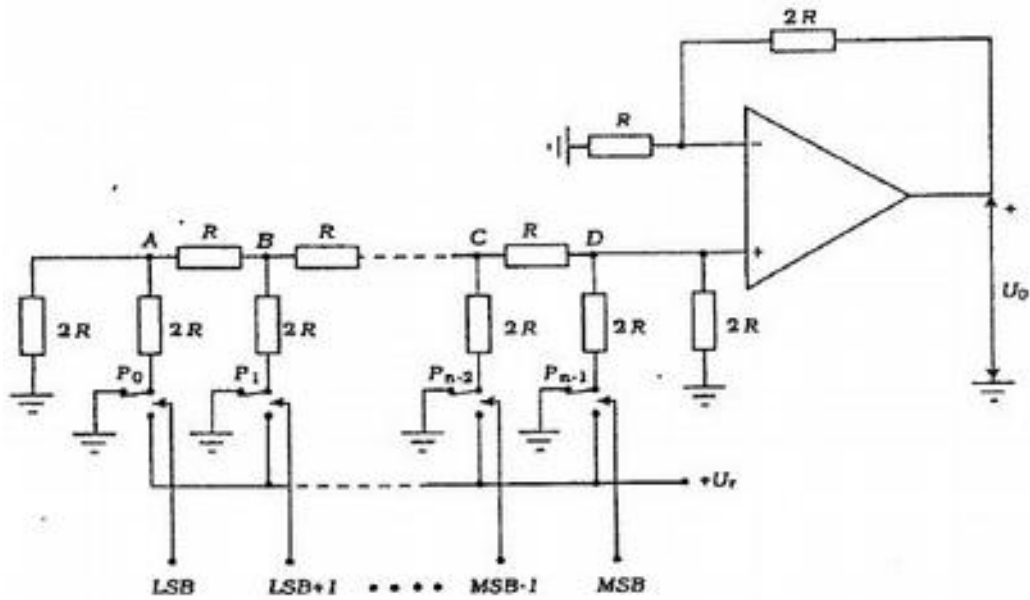 2R
R
A R B R C R D
2R 2R 2R 2R 2R 2R
P0 P1 Pn-2 Pn-1
- +
+
U0
+Ur
LSB LSB+1 • • • • MSB-1 MSB